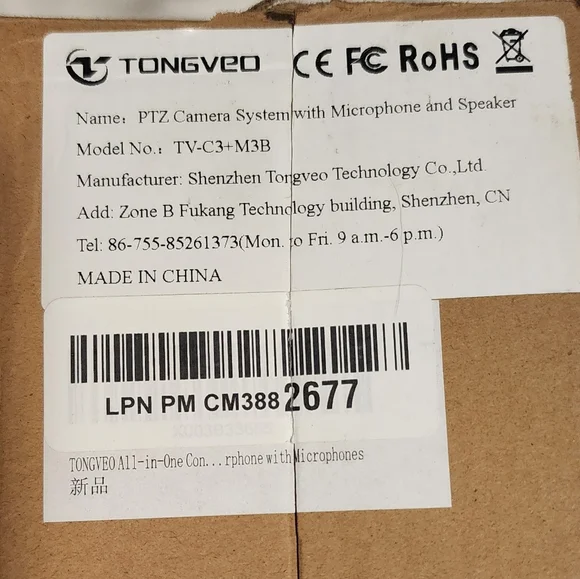 TONGVEO CE FC RoHS
Name: PTZ Camera System with Microphone and Speaker
Model No.: TV-C3+M3B
Manufacturer: Shenzhen Tongveo Technology Co.,Ltd.
Add: Zone B Fukang Technology building, Shenzhen, CN
Tel: 86-755-85261373(Mon. to Fri. 9 a.m.-6 p.m.)
MADE IN CHINA
LPN PM CM388 2677
TONGVEO All-in-One Con...rphone with Microphones
新品